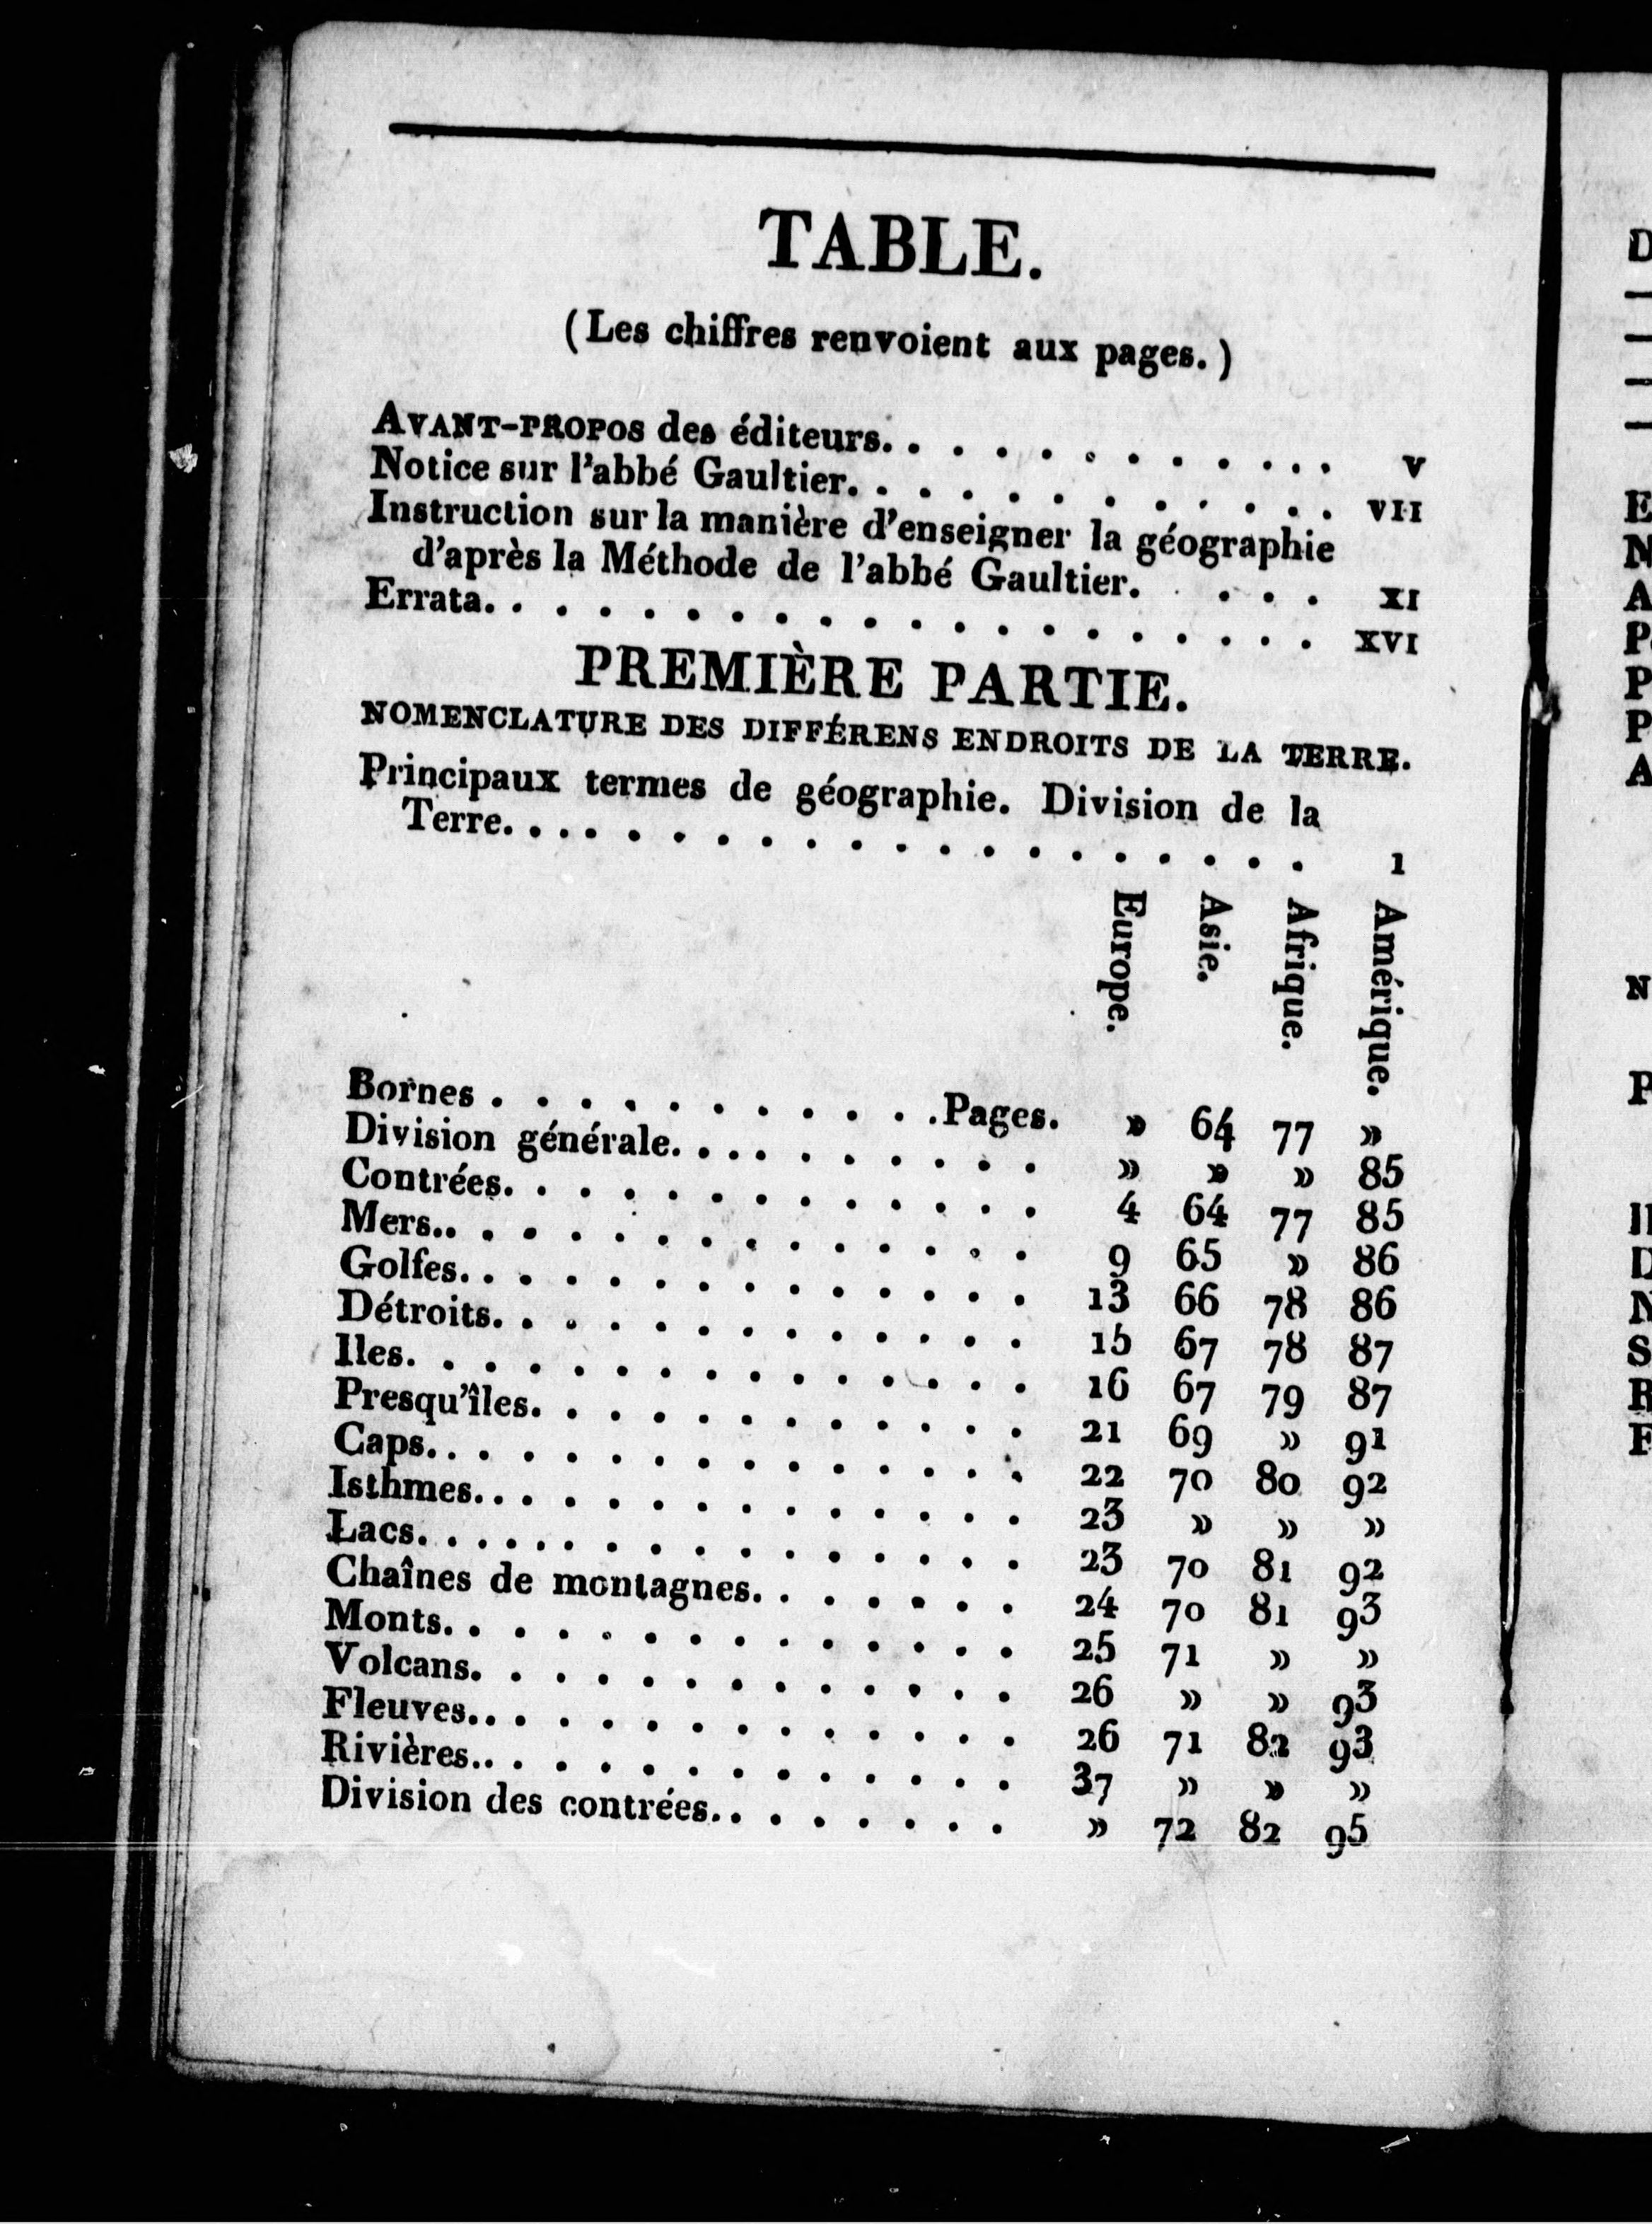 TABLE.
(Les chiffres renvoient aux pages.)
AVANT-PROPOS des éditeurs. . . . . . . . . . . . . V
Notice sur l'abbé Gaultier. . . . . . . . . . . . . VII
Instruction sur la manière d'enseigner la géographie
d'après la Méthode de l'abbé Gaultier. . . . . XI
Errata. . . . . . . . . . . . . . . . . . . . . XVI
PREMIÈRE PARTIE.
NOMENCLATURE DES DIFFÉRENS ENDROITS DE LA TERRE.
Principaux termes de géographie. Division de la
Terre. . . . . . . . . . . . . . . . . . . . . 1
Europe. Asie. Afrique. Amérique.
Bornes . . . . . . . . . . . .Pages. » 64 77 »
Division générale. . . . . . . . . . . » » » 85
Contrées. . . . . . . . . . . . . . 4 64 77 85
Mers.. . . . . . . . . . . . . . . 9 65 » 86
Golfes. . . . . . . . . . . . . . . 13 66 78 86
Détroits. . . . . . . . . . . . . . 15 67 78 87
Iles. . . . . . . . . . . . . . . . 16 67 79 87
Presqu'îles. . . . . . . . . . . . . 21 69 » 91
Caps. . . . . . . . . . . . . . . . 22 70 80 92
Isthmes. . . . . . . . . . . . . . . 23 » » »
Lacs. . . . . . . . . . . . . . . . 23 70 81 92
Chaînes de montagnes. . . . . . . . 24 70 81 93
Monts. . . . . . . . . . . . . . . 25 71 » »
Volcans. . . . . . . . . . . . . . 26 » » 93
Fleuves.. . . . . . . . . . . . . . 26 71 82 93
Rivières.. . . . . . . . . . . . . . 37 » » »
Division des contrées.. . . . . . . . » 72 82 95